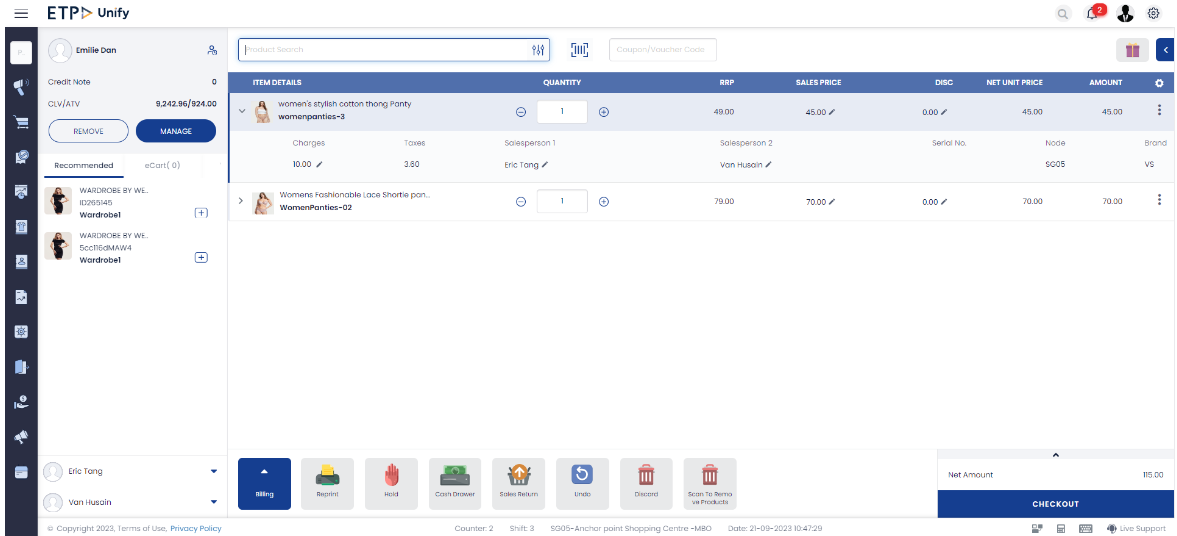 ETP Unify
2
Emilie Dan
Credit Note 0
CLV/ATV 9,242.96/924.00
REMOVE MANAGE
Recommended eCart( 0)
WARDROBE BY WE..
ID265145
Wardrobe1
WARDROBE BY WE..
5cc116dMAW4
Wardrobe1
Eric Tang
Van Husain
Product Search
Coupon/Voucher Code
ITEM DETAILS QUANTITY RRP SALES PRICE DISC NET UNIT PRICE AMOUNT
women's stylish cotton thong Panty
womenpanties-3
1 49.00 45.00 0.00 45.00 45.00
Charges Taxes Salesperson 1 Salesperson 2 Serial No. Node Brand
10.00 3.60 Eric Tang Van Husain SG05 VS
Womens Fashionable Lace Shortie pan...
WomenPanties-02
1 79.00 70.00 0.00 70.00 70.00
Billing
Reprint
Hold
Cash Drawer
Sales Return
Undo
Discard
Scan To Remo
ve Products
Net Amount 115.00
CHECKOUT
© Copyright 2023, Terms of Use, Privacy Policy
Counter: 2 Shift: 3 SG05-Anchor point Shopping Centre -MBO Date: 21-09-2023 10:47:29
Live Support